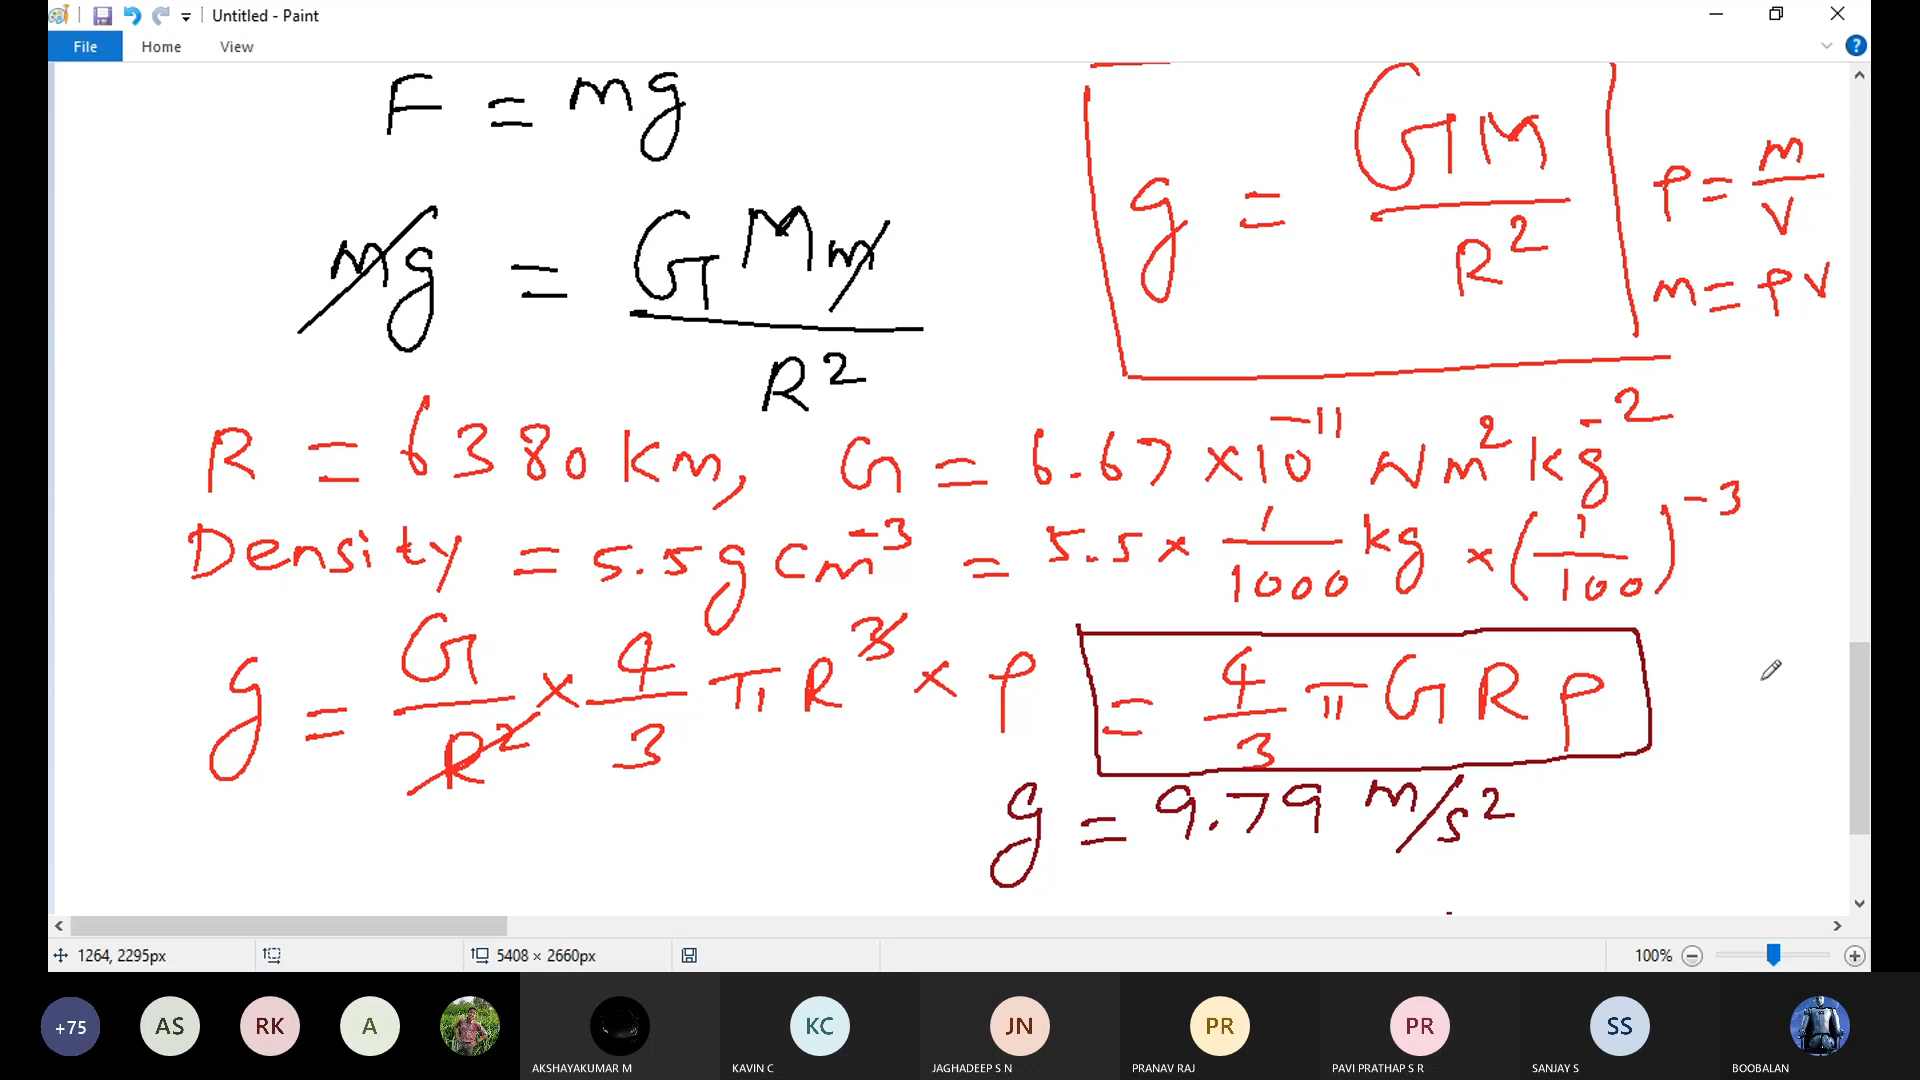 Untitled - Paint
File Home View
F = mg
mg = GMm / R²
g = GM / R²
ρ = m / v
m = ρv
R = 6380 km, G = 6.67 × 10⁻¹¹ Nm² kg⁻²
Density = 5.5 g cm⁻³ = 5.5 × 1/1000 kg × (1/100)⁻³
g = G/R² × 4/3 π R³ × ρ = 4/3 π G R ρ
g = 9.79 m/s²
1264, 2295px 5408 × 2660px 100%
+75 AS RK A KC JN PR PR SS
AKSHAYAKUMAR M KAVIN C JAGHADEEP S N PRANAV RAJ PAVI PRATHAP S R SANJAY S BOOBALAN